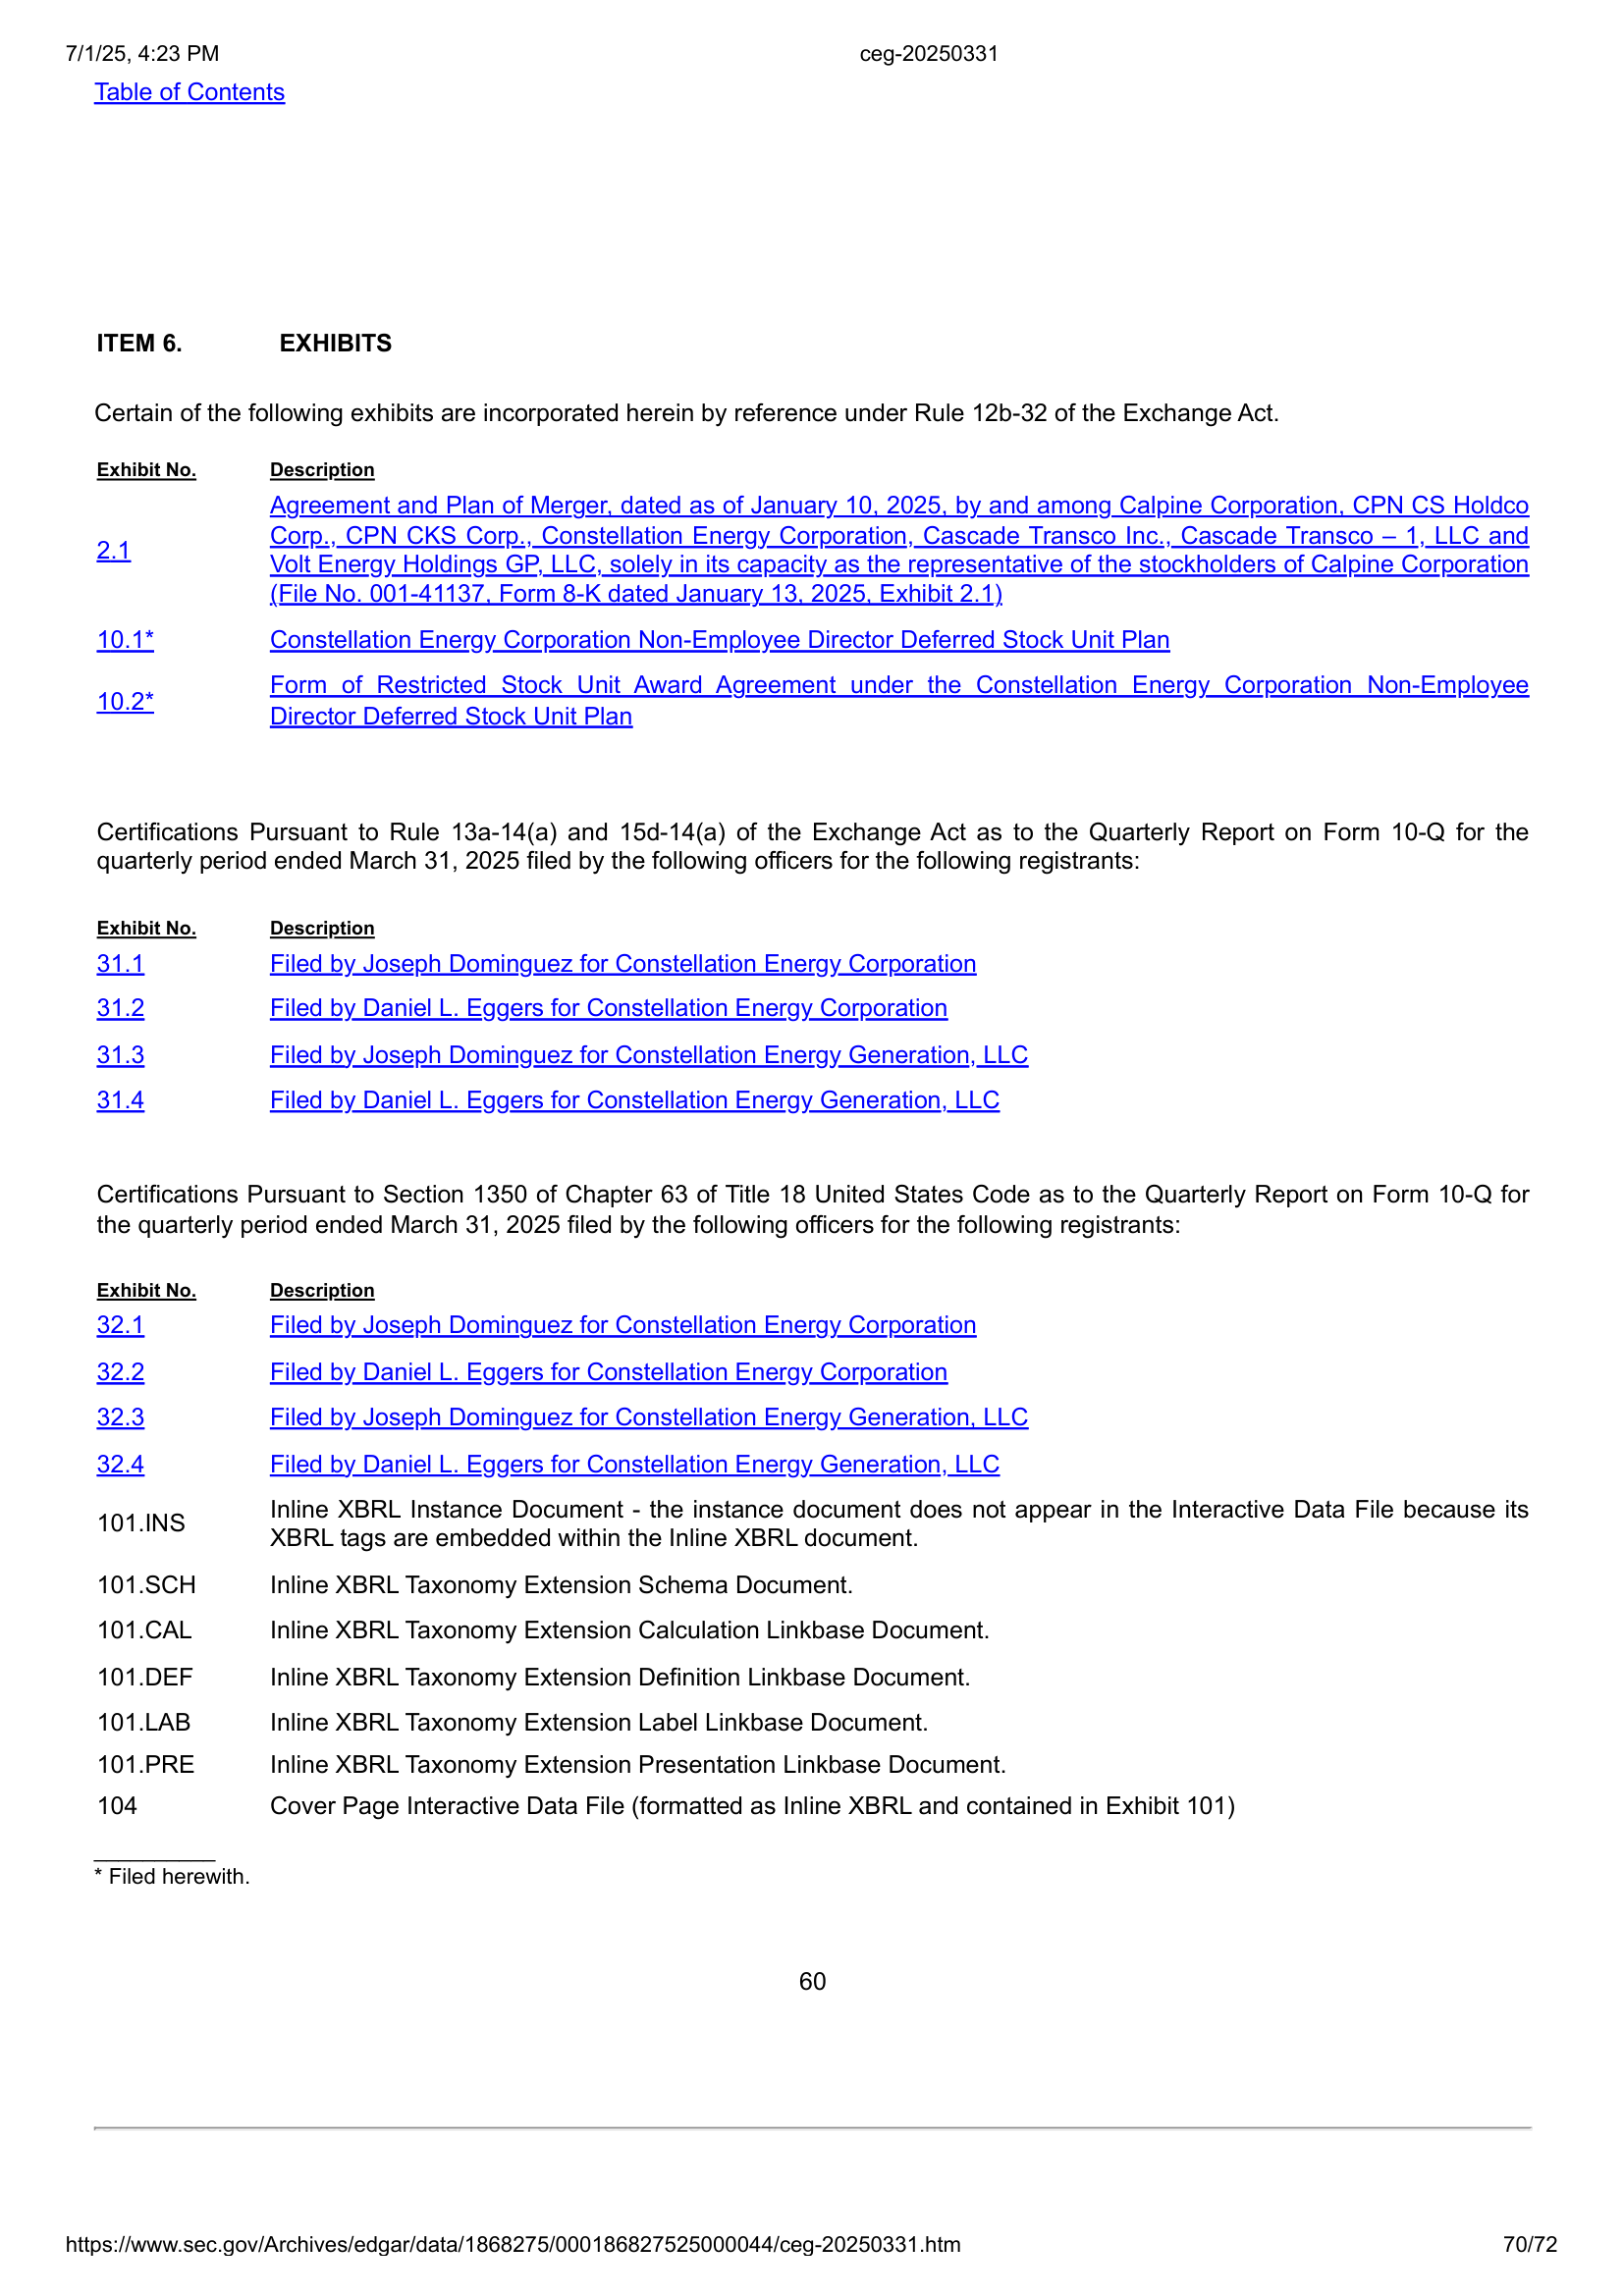 7/1/25, 4:23 PM ceg-20250331
Table of Contents
ITEM 6. EXHIBITS
Certain of the following exhibits are incorporated herein by reference under Rule 12b-32 of the Exchange Act.
Exhibit No. Description
Agreement and Plan of Merger, dated as of January 10, 2025, by and among Calpine Corporation, CPN CS Holdco
Corp., CPN CKS Corp., Constellation Energy Corporation, Cascade Transco Inc., Cascade Transco – 1, LLC and
2.1
Volt Energy Holdings GP, LLC, solely in its capacity as the representative of the stockholders of Calpine Corporation
(File No. 001-41137, Form 8-K dated January 13, 2025, Exhibit 2.1)
10.1* Constellation Energy Corporation Non-Employee Director Deferred Stock Unit Plan
10.2* Form of Restricted Stock Unit Award Agreement under the Constellation Energy Corporation Non-Employee
Director Deferred Stock Unit Plan
Certifications Pursuant to Rule 13a-14(a) and 15d-14(a) of the Exchange Act as to the Quarterly Report on Form 10-Q for the
quarterly period ended March 31, 2025 filed by the following officers for the following registrants:
Exhibit No. Description
31.1 Filed by Joseph Dominguez for Constellation Energy Corporation
31.2 Filed by Daniel L. Eggers for Constellation Energy Corporation
31.3 Filed by Joseph Dominguez for Constellation Energy Generation, LLC
31.4 Filed by Daniel L. Eggers for Constellation Energy Generation, LLC
Certifications Pursuant to Section 1350 of Chapter 63 of Title 18 United States Code as to the Quarterly Report on Form 10-Q for
the quarterly period ended March 31, 2025 filed by the following officers for the following registrants:
Exhibit No. Description
32.1 Filed by Joseph Dominguez for Constellation Energy Corporation
32.2 Filed by Daniel L. Eggers for Constellation Energy Corporation
32.3 Filed by Joseph Dominguez for Constellation Energy Generation, LLC
32.4 Filed by Daniel L. Eggers for Constellation Energy Generation, LLC
101.INS Inline XBRL Instance Document - the instance document does not appear in the Interactive Data File because its
XBRL tags are embedded within the Inline XBRL document.
101.SCH Inline XBRL Taxonomy Extension Schema Document.
101.CAL Inline XBRL Taxonomy Extension Calculation Linkbase Document.
101.DEF Inline XBRL Taxonomy Extension Definition Linkbase Document.
101.LAB Inline XBRL Taxonomy Extension Label Linkbase Document.
101.PRE Inline XBRL Taxonomy Extension Presentation Linkbase Document.
104 Cover Page Interactive Data File (formatted as Inline XBRL and contained in Exhibit 101)
__________
* Filed herewith.
60
https://www.sec.gov/Archives/edgar/data/1868275/000186827525000044/ceg-20250331.htm 70/72